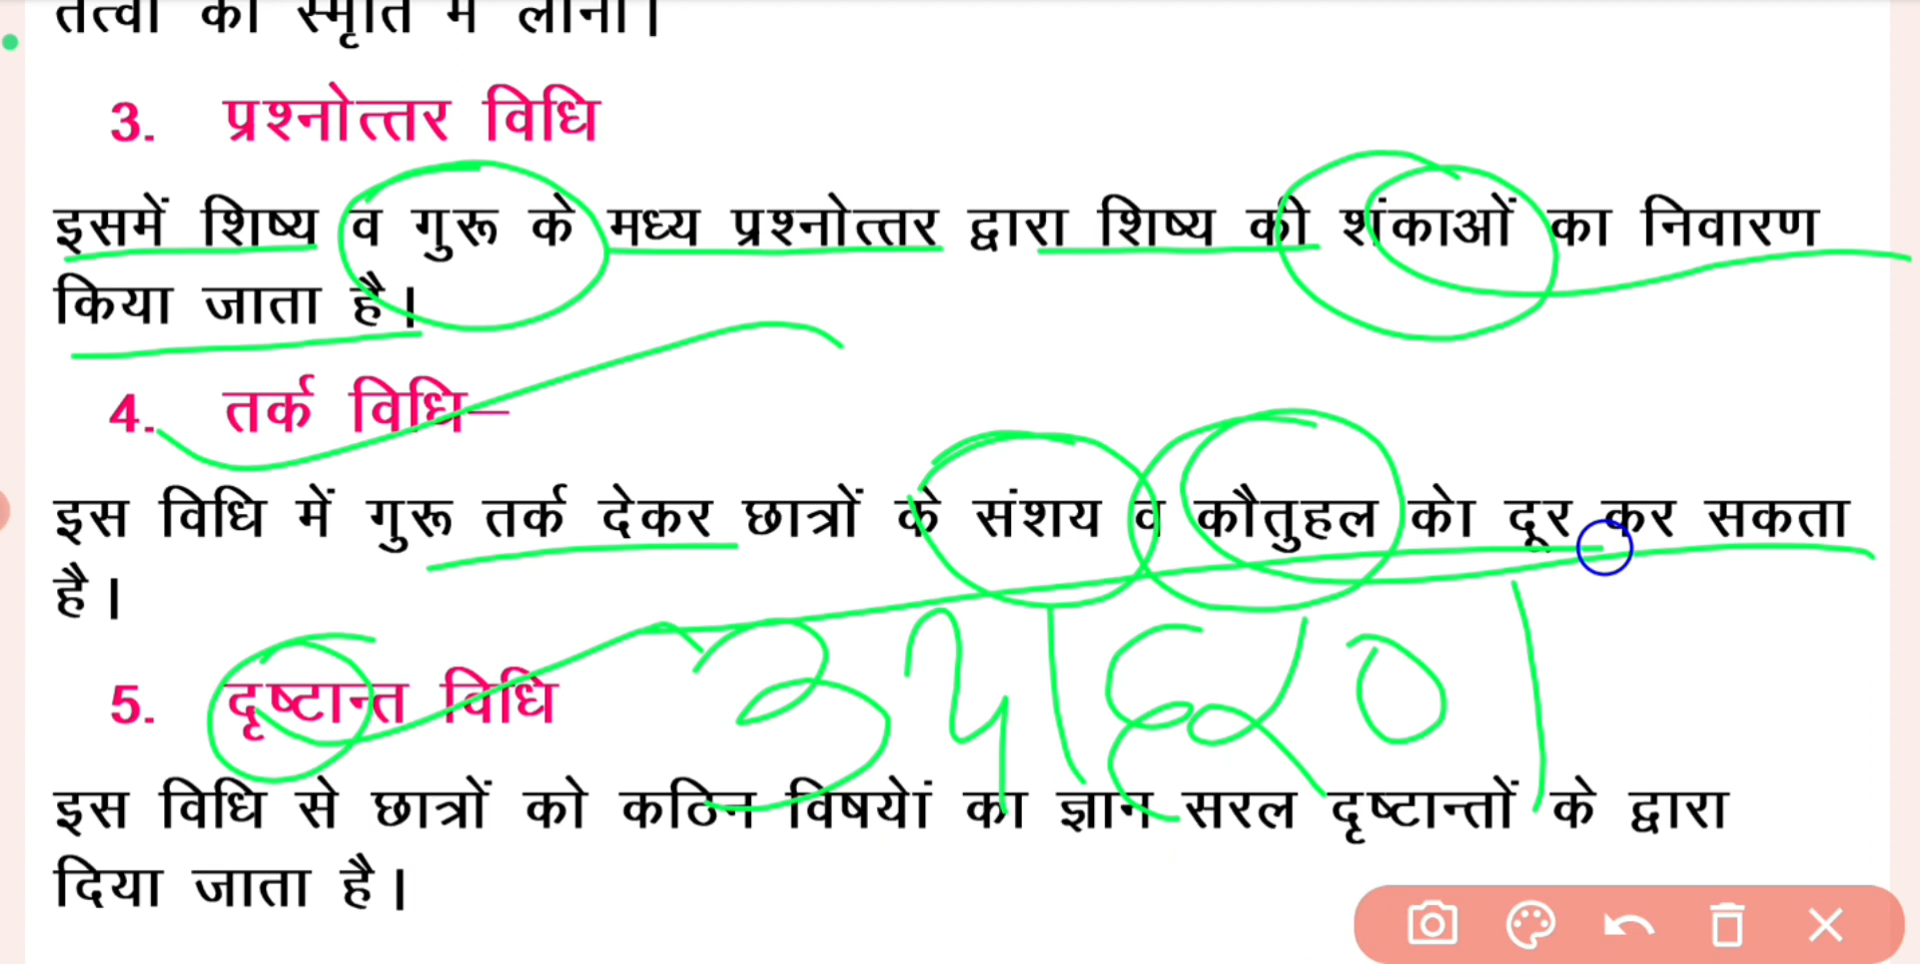 तत्वों को स्मृति में लाना।
3. प्रश्नोत्तर विधि
इसमें शिष्य व गुरू के मध्य प्रश्नोत्तर द्वारा शिष्य की शंकाओं का निवारण
किया जाता है।
4. तर्क विधि–
इस विधि में गुरू तर्क देकर छात्रों के संशय व कौतुहल को दूर कर सकता
है।
उदाहरण
5. दृष्टान्त विधि
इस विधि से छात्रों को कठिन विषयों का ज्ञान सरल दृष्टान्तों के द्वारा
दिया जाता है।